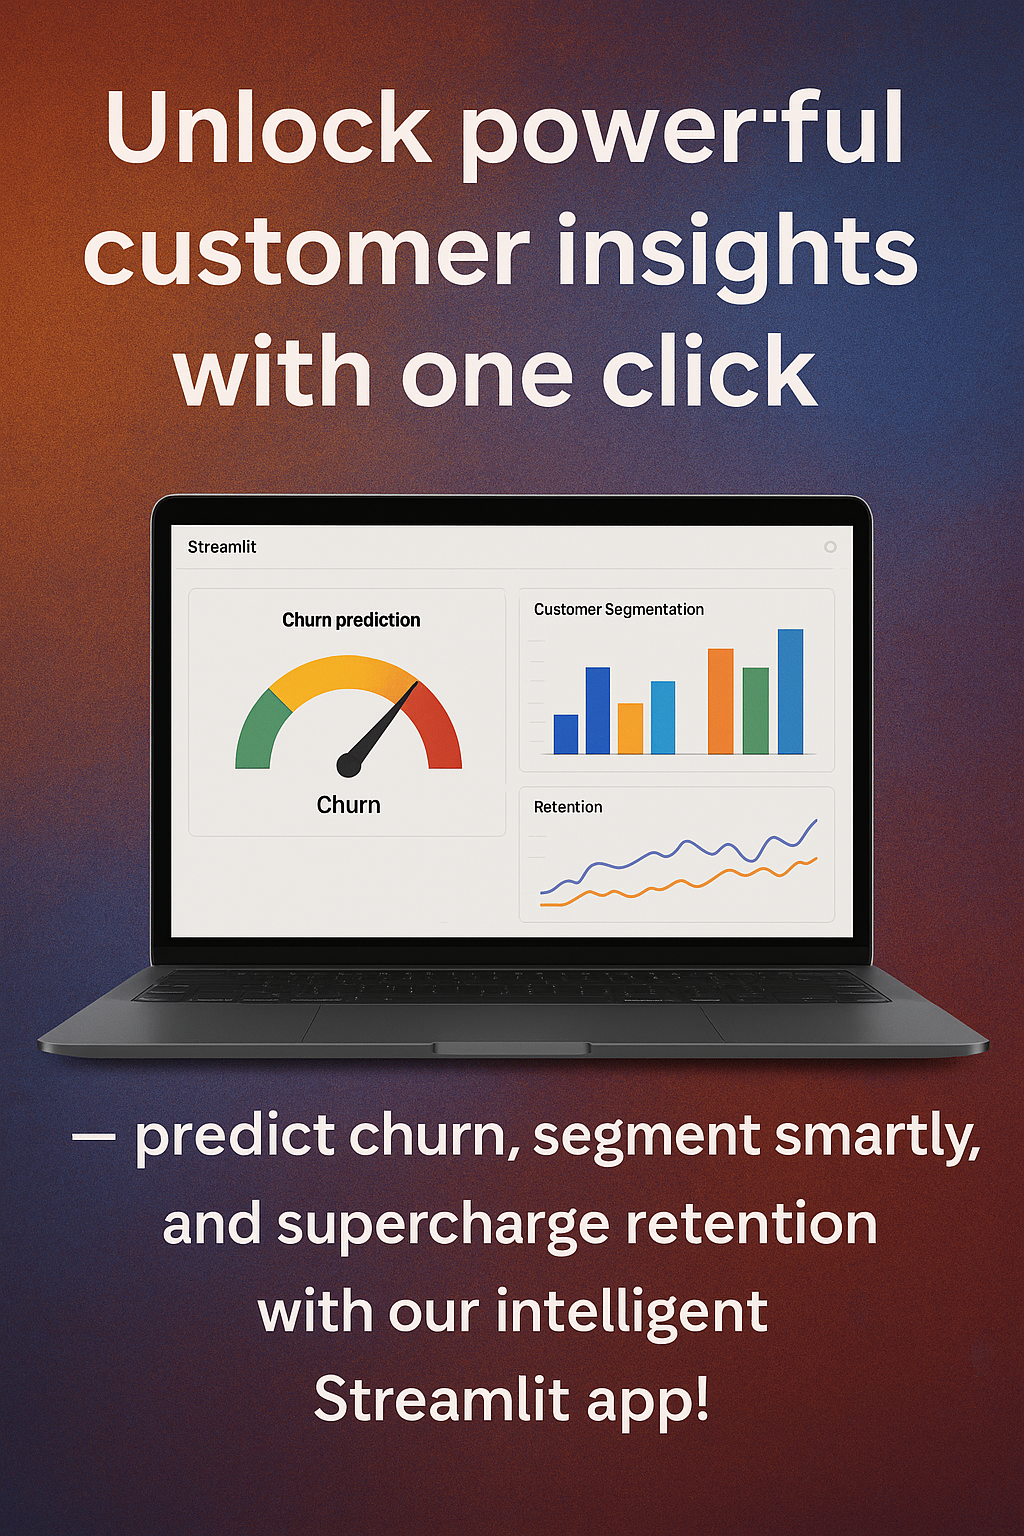 Unlock powerful
customer insights
with one click
Streamlit
Churn prediction
Churn
Customer Segmentation
Retention
— predict churn, segment smartly,
and supercharge retention
with our intelligent
Streamlit app!